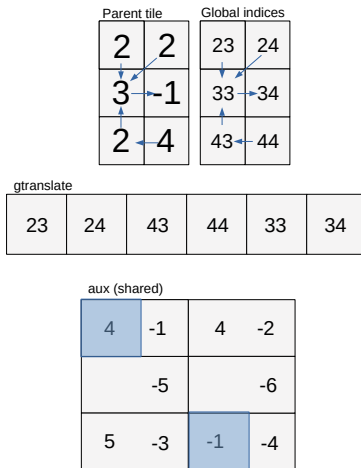 Parent tile
Global indices
2 2
23 24
3 -1
33 34
2 4
43 44
gtranslate
23 24 43 44 33 34
aux (shared)
4 -1 4 -2
-5 -6
5 -3 -1 -4